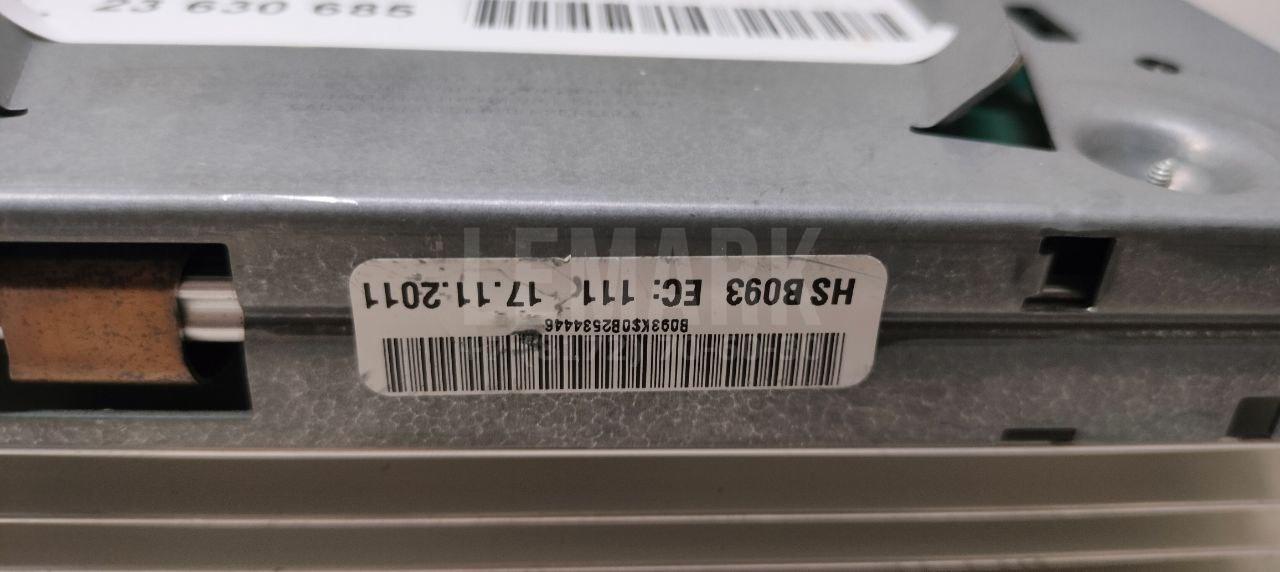 23 630 685
LEMARK
HS B093 EC: 111 17.11.2011
B093K$0B2534446